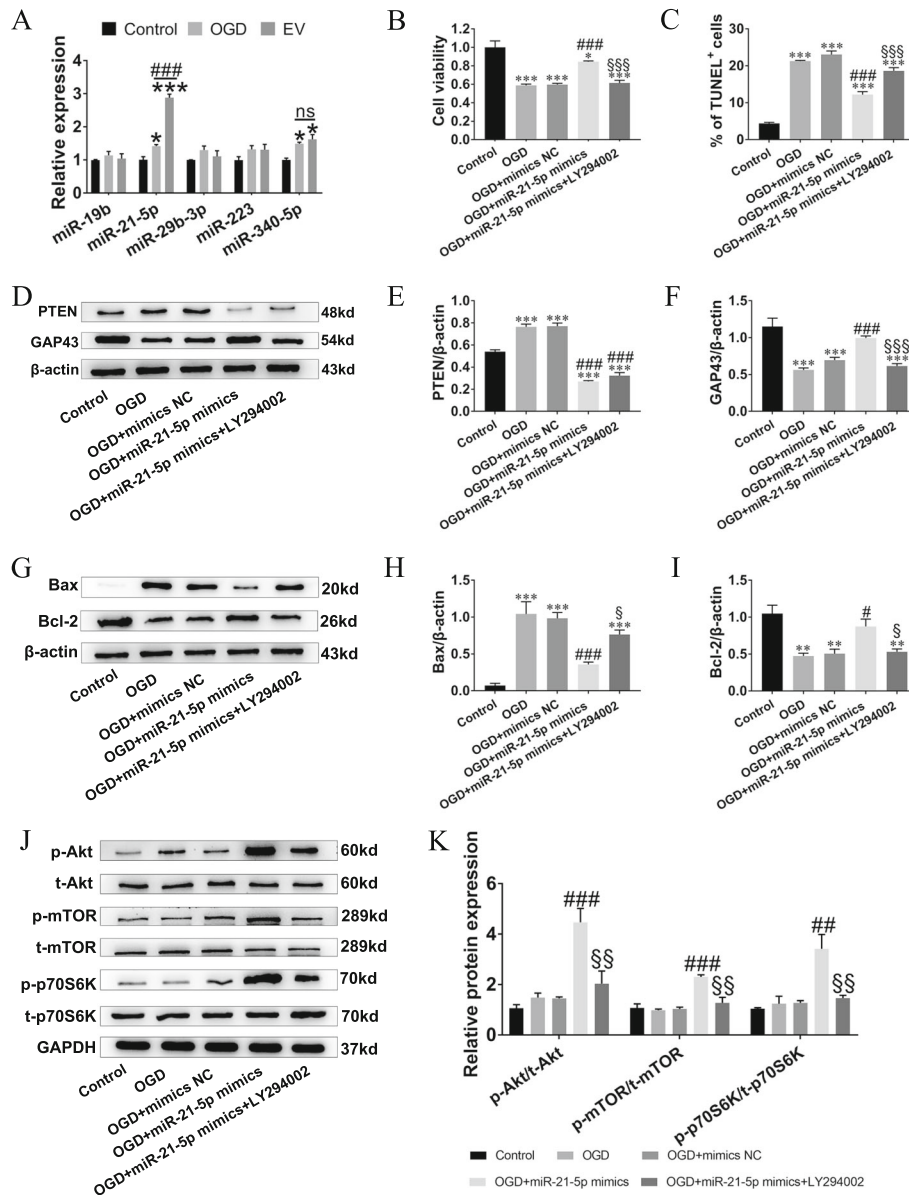 A
Control OGD EV
Relative expression
4
3
2
1
0
###
***
*
ns
* *
miR-19b
miR-21-5p
miR-29b-3p
miR-223
miR-340-5p
B
Cell viability
1.2
1.0
0.8
0.6
0.4
0.2
0.0
*** ***
###
*
§§§
***
Control
OGD
OGD+mimics NC
OGD+miR-21-5p mimics
OGD+miR-21-5p mimics+LY294002
C
% of TUNEL+ cells
30
20
10
0
*** ***
###
***
§§§
***
Control
OGD
OGD+mimics NC
OGD+miR-21-5p mimics
OGD+miR-21-5p mimics+LY294002
D
PTEN 48kd
GAP43 54kd
β-actin 43kd
Control
OGD
OGD+mimics NC
OGD+miR-21-5p mimics
OGD+miR-21-5p mimics+LY294002
E
PTEN/β-actin
1.0
0.8
0.6
0.4
0.2
0.0
*** ***
### ###
*** ***
Control
OGD
OGD+mimics NC
OGD+miR-21-5p mimics
OGD+miR-21-5p mimics+LY294002
F
GAP43/β-actin
1.5
1.0
0.5
0.0
*** ***
###
§§§
***
Control
OGD
OGD+mimics NC
OGD+miR-21-5p mimics
OGD+miR-21-5p mimics+LY294002
G
Bax 20kd
Bcl-2 26kd
β-actin 43kd
Control
OGD
OGD+mimics NC
OGD+miR-21-5p mimics
OGD+miR-21-5p mimics+LY294002
H
Bax/β-actin
1.5
1.0
0.5
0.0
*** ***
###
§
***
Control
OGD
OGD+mimics NC
OGD+miR-21-5p mimics
OGD+miR-21-5p mimics+LY294002
I
Bcl-2/β-actin
1.5
1.0
0.5
0.0
** **
#
§
**
Control
OGD
OGD+mimics NC
OGD+miR-21-5p mimics
OGD+miR-21-5p mimics+LY294002
J
p-Akt 60kd
t-Akt 60kd
p-mTOR 289kd
t-mTOR 289kd
p-p70S6K 70kd
t-p70S6K 70kd
GAPDH 37kd
Control
OGD
OGD+mimics NC
OGD+miR-21-5p mimics
OGD+miR-21-5p mimics+LY294002
K
Relative protein expression
6
4
2
0
###
§§
###
§§
##
§§
p-Akt/t-Akt
p-mTOR/t-mTOR
p-p70S6K/t-p70S6K
Control OGD OGD+mimics NC
OGD+miR-21-5p mimics OGD+miR-21-5p mimics+LY294002